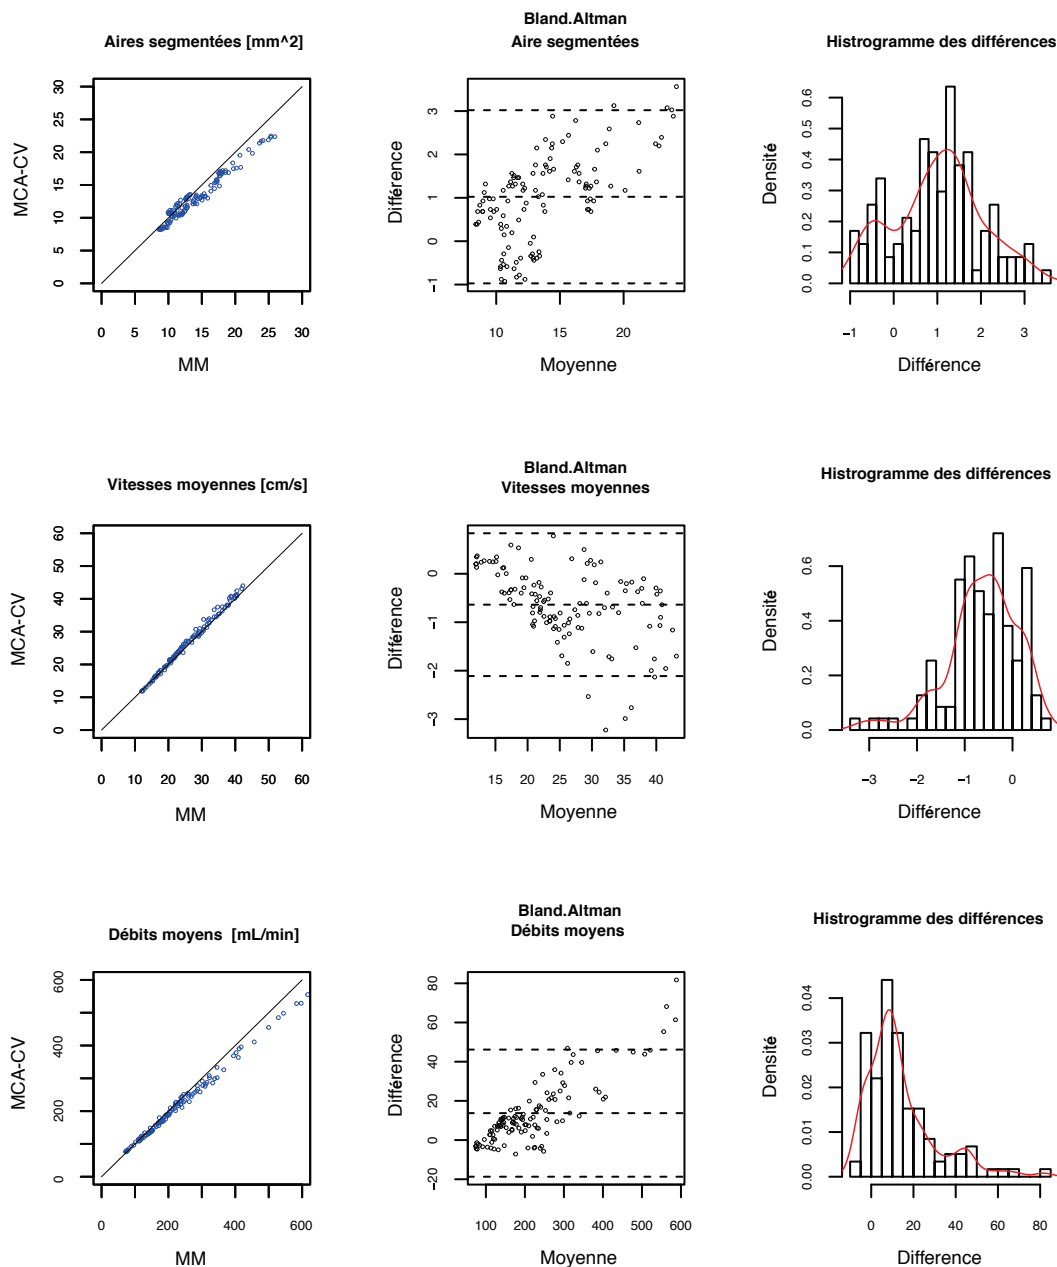 Aires segmentées [mm^2]
Bland.Altman
Aire segmentées
Histrogramme des différences
MCA-CV
0 5 10 15 20 25 30
0 5 10 15 20 25 30
MM
Différence
−1 0 1 2 3
10 15 20
Moyenne
Densité
0.0 0.1 0.2 0.3 0.4 0.5 0.6
−1 0 1 2 3
Différence
Vitesses moyennes [cm/s]
Bland.Altman
Vitesses moyennes
Histrogramme des différences
MCA-CV
0 10 20 30 40 50 60
0 10 20 30 40 50 60
MM
Différence
−3 −2 −1 0
15 20 25 30 35 40
Moyenne
Densité
0.0 0.2 0.4 0.6
−3 −2 −1 0
Différence
Débits moyens [mL/min]
Bland.Altman
Débits moyens
Histrogramme des différences
MCA-CV
0 200 400 600
0 200 400 600
MM
Différence
−20 0 20 40 60 80
100 200 300 400 500 600
Moyenne
Densité
0.00 0.01 0.02 0.03 0.04
0 20 40 60 80
Difference